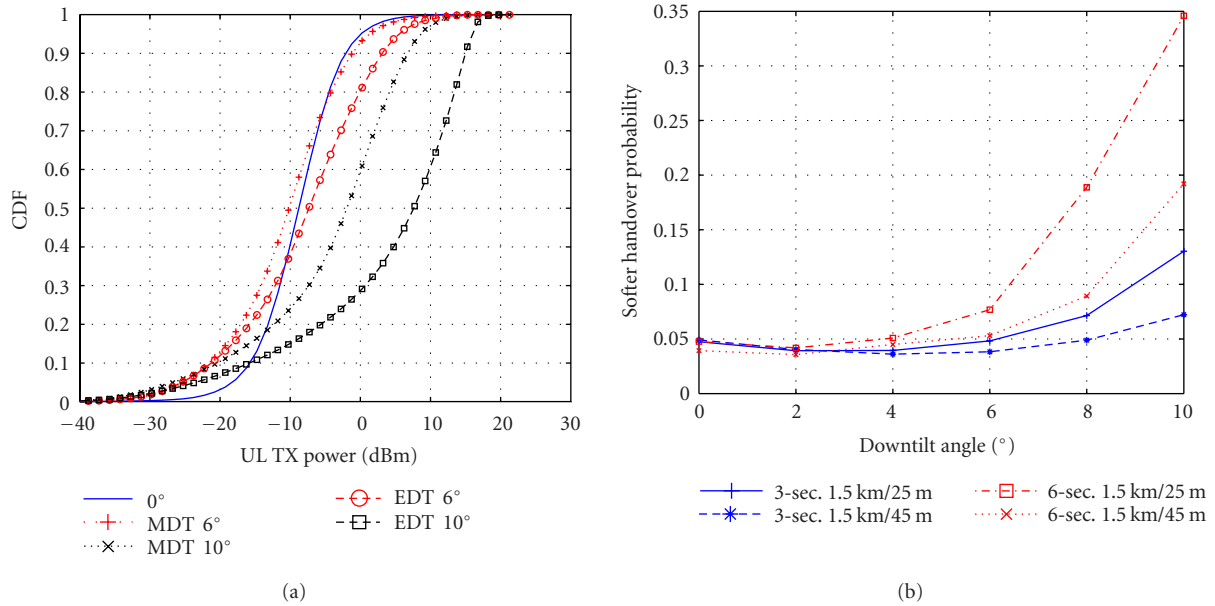 1
0.9
0.8
0.7
0.6
0.5
0.4
0.3
0.2
0.1
0
CDF
−40 −30 −20 −10 0 10 20 30
UL TX power (dBm)
0°
MDT 6°
MDT 10°
EDT 6°
EDT 10°
(a)
0.35
0.3
0.25
0.2
0.15
0.1
0.05
0
Softer handover probability
0 2 4 6 8 10
Downtilt angle (°)
3-sec. 1.5 km/25 m
3-sec. 1.5 km/45 m
6-sec. 1.5 km/25 m
6-sec. 1.5 km/45 m
(b)